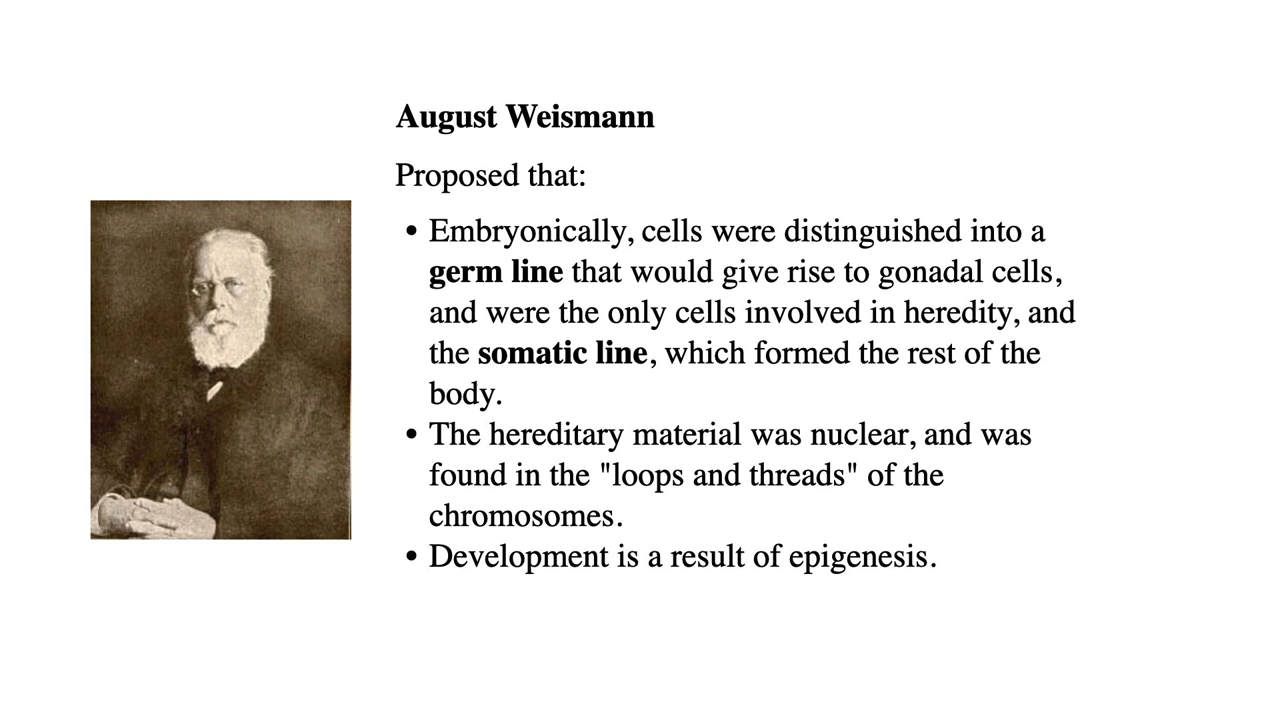 August Weismann
Proposed that:
• Embryonically, cells were distinguished into a
germ line that would give rise to gonadal cells,
and were the only cells involved in heredity, and
the somatic line, which formed the rest of the
body.
• The hereditary material was nuclear, and was
found in the "loops and threads" of the
chromosomes.
• Development is a result of epigenesis.